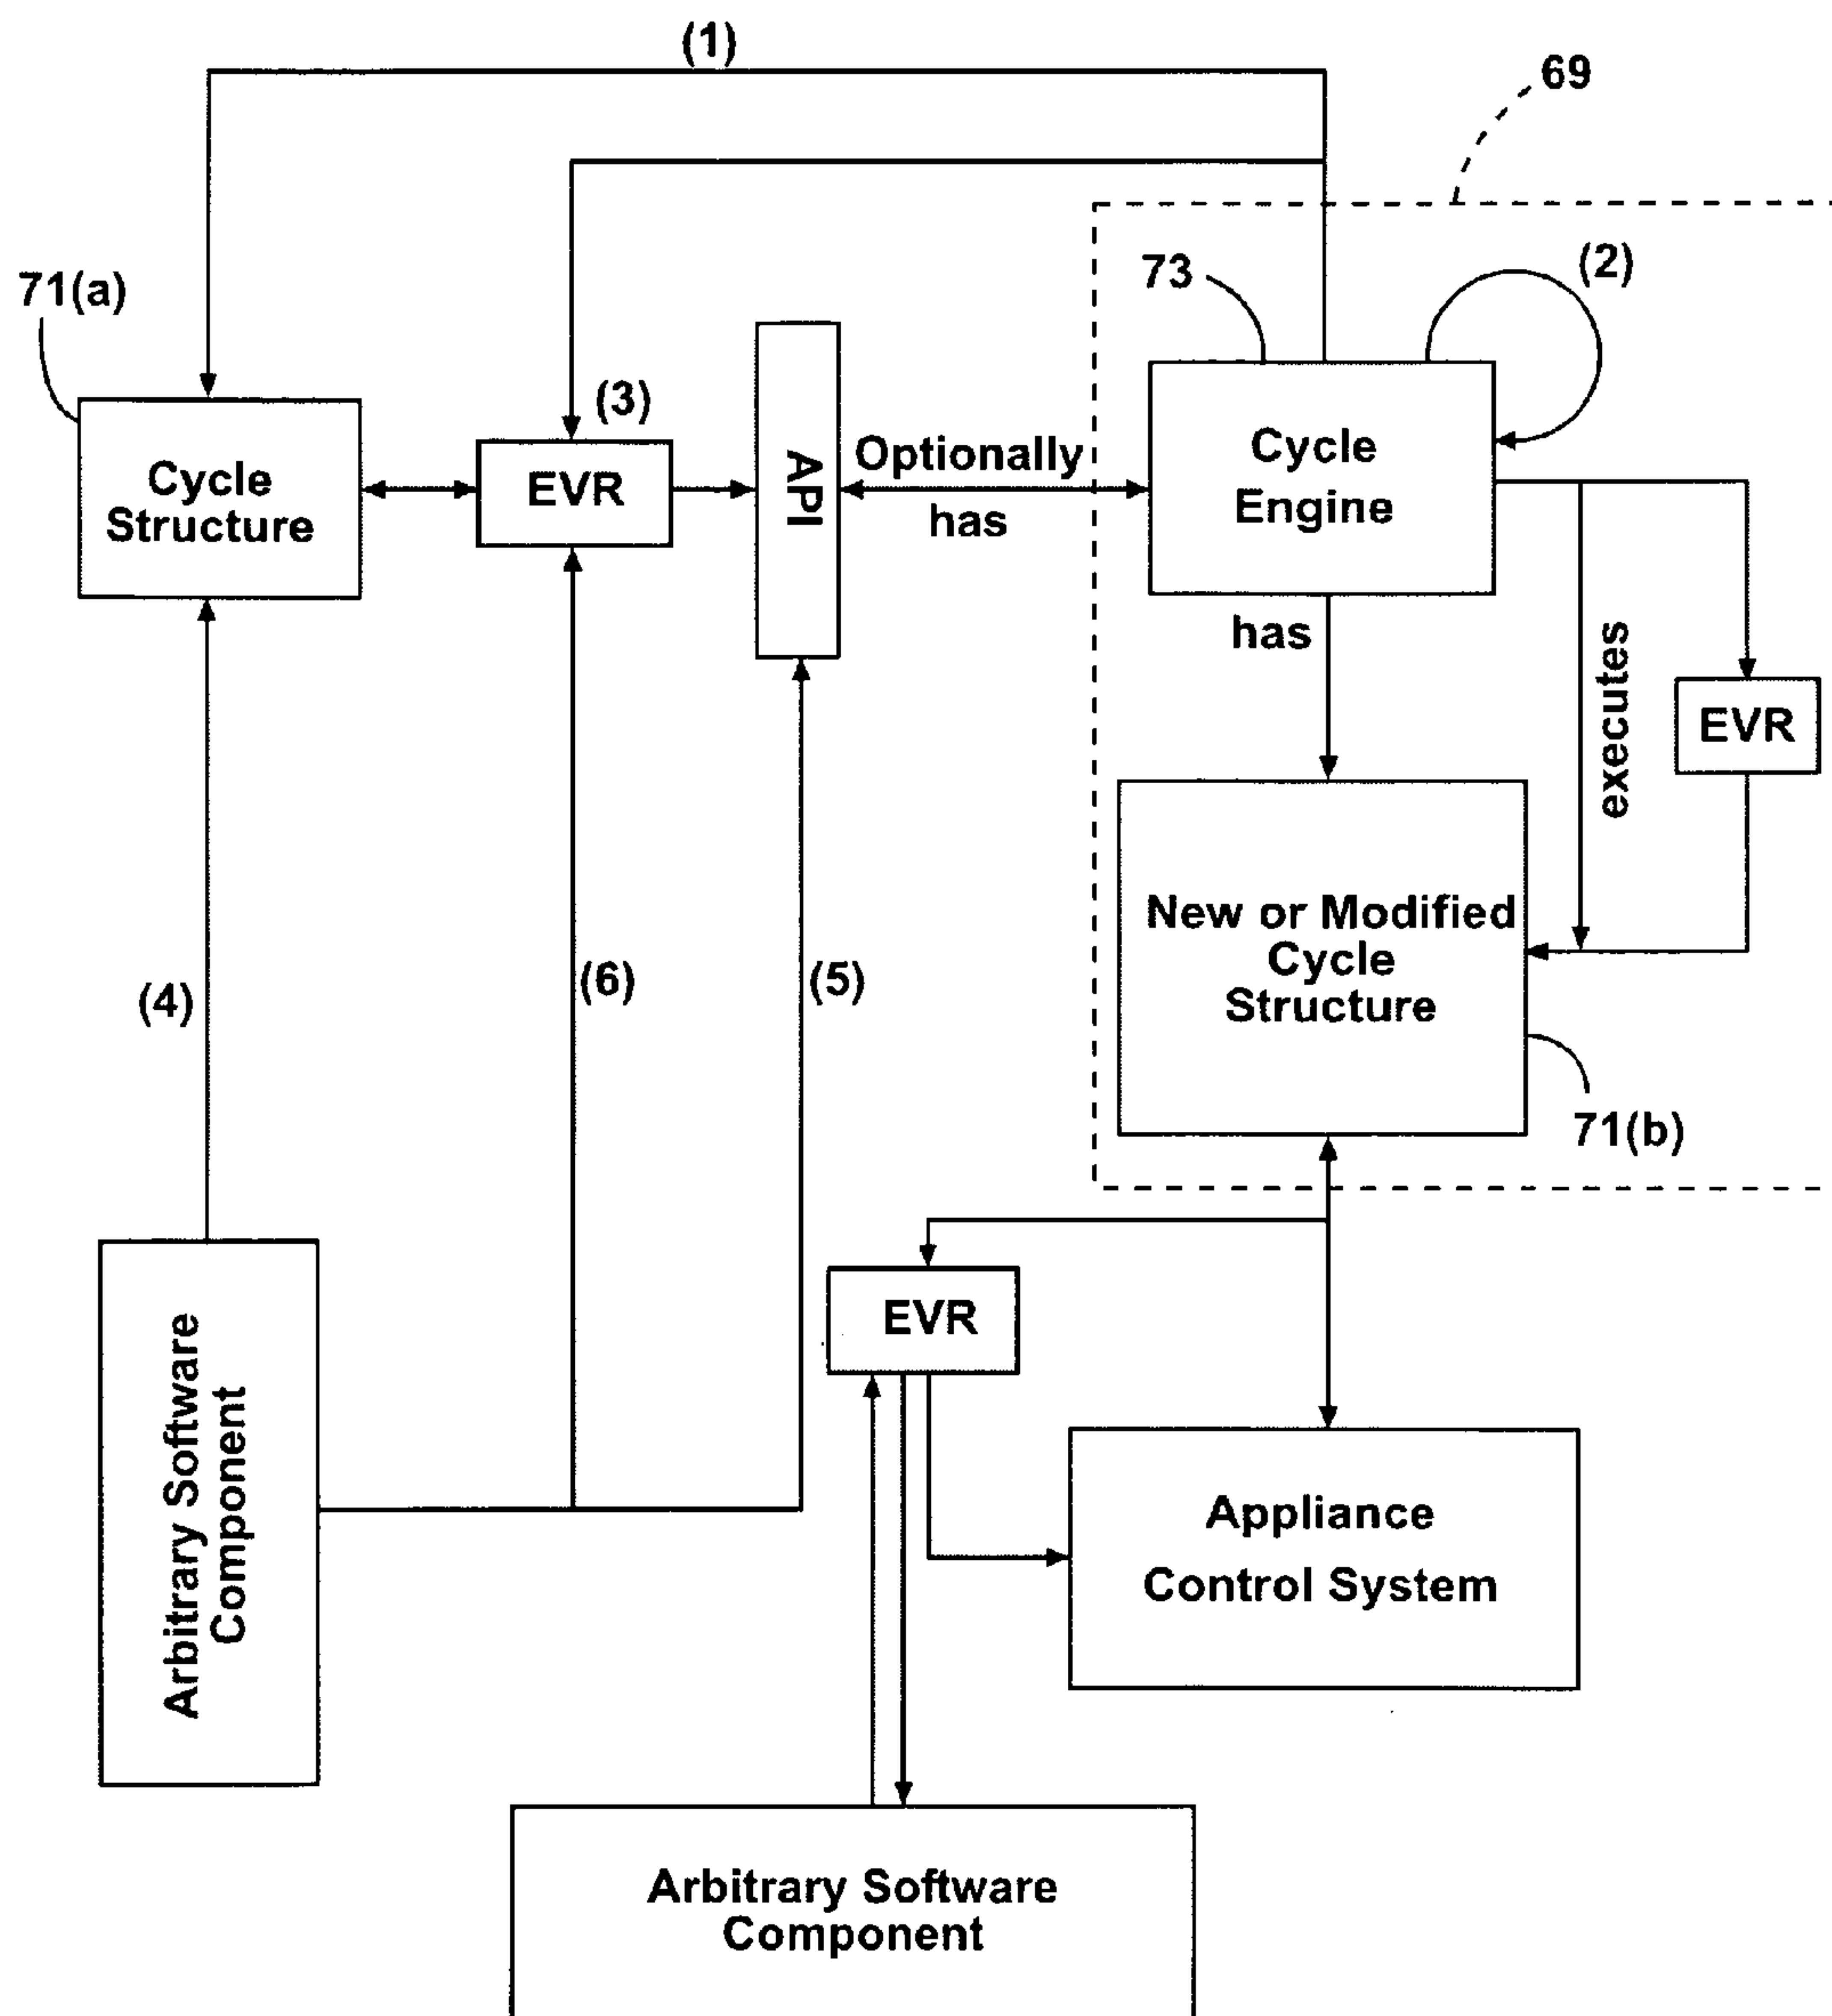 (1)
69
73
(2)
71(a)
(3)
Cycle
Structure
EVR
API
Optionally
has
Cycle
Engine
has
executes
EVR
New or Modified
Cycle
Structure
(4)
(6)
(5)
71(b)
EVR
Arbitrary Software
Component
Appliance
Control System
Arbitrary Software
Component